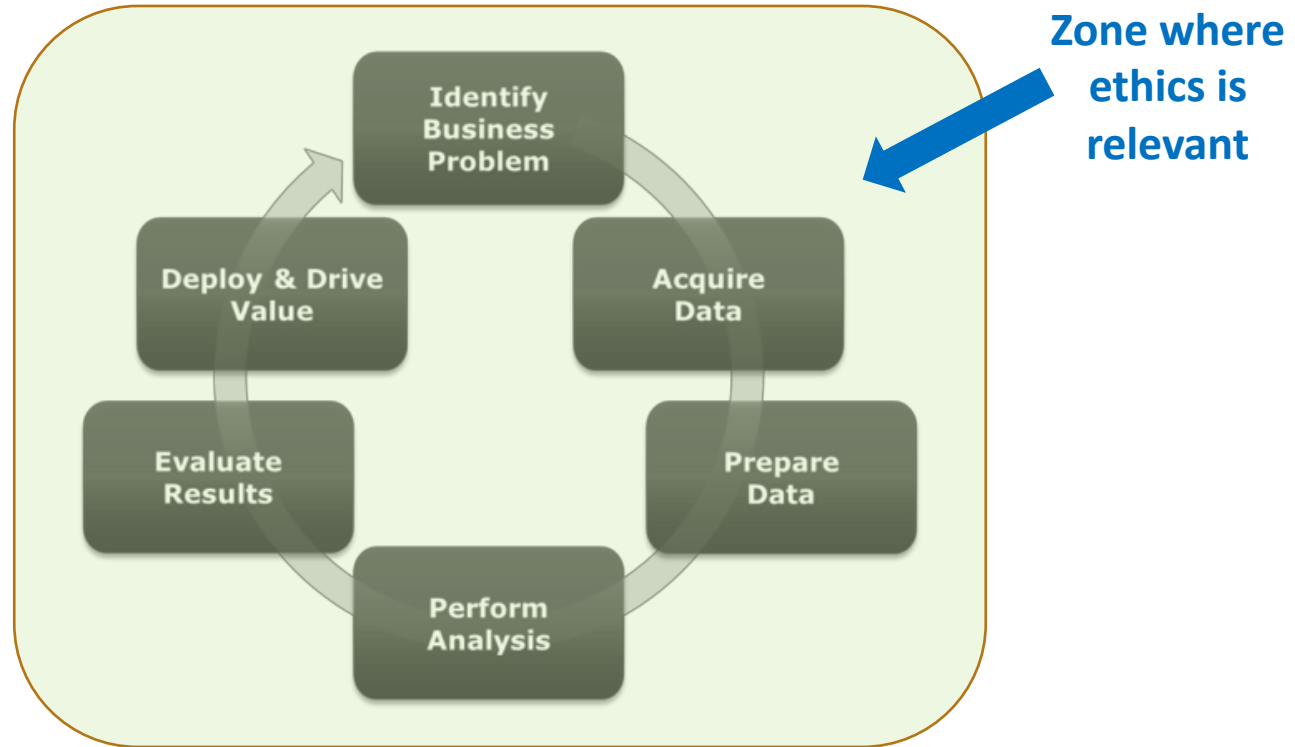 Zone where
ethics is
relevant
Identify
Business
Problem
Acquire
Data
Prepare
Data
Perform
Analysis
Evaluate
Results
Deploy & Drive
Value